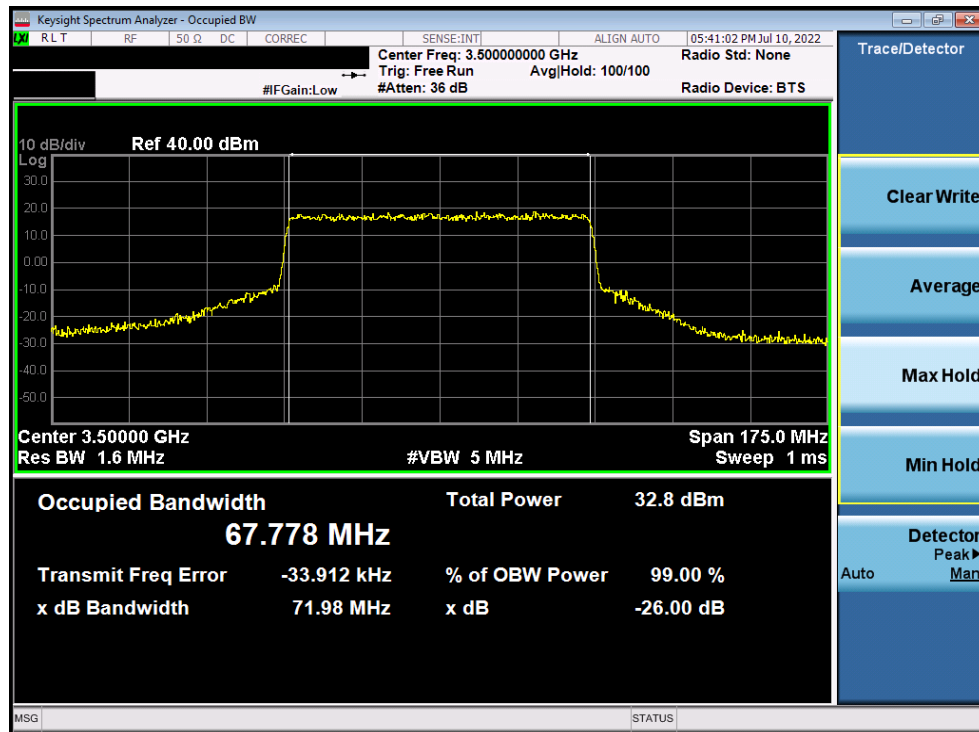 Keysight Spectrum Analyzer - Occupied BW
LXI RLT RF 50 Ω DC CORREC SENSE:INT ALIGN AUTO 05:41:02 PM Jul 10, 2022
Center Freq: 3.500000000 GHz Radio Std: None
Trig: Free Run Avg|Hold: 100/100
#IFGain:Low #Atten: 36 dB Radio Device: BTS
Trace/Detector
10 dB/div Ref 40.00 dBm
Log
30.0
20.0
10.0
0.00
-10.0
-20.0
-30.0
-40.0
-50.0
Center 3.50000 GHz Span 175.0 MHz
Res BW 1.6 MHz #VBW 5 MHz Sweep 1 ms
Occupied Bandwidth Total Power 32.8 dBm
67.778 MHz
Transmit Freq Error -33.912 kHz % of OBW Power 99.00 %
x dB Bandwidth 71.98 MHz x dB -26.00 dB
Clear Write
Average
Max Hold
Min Hold
Detector
Peak
Auto Man
MSG STATUS